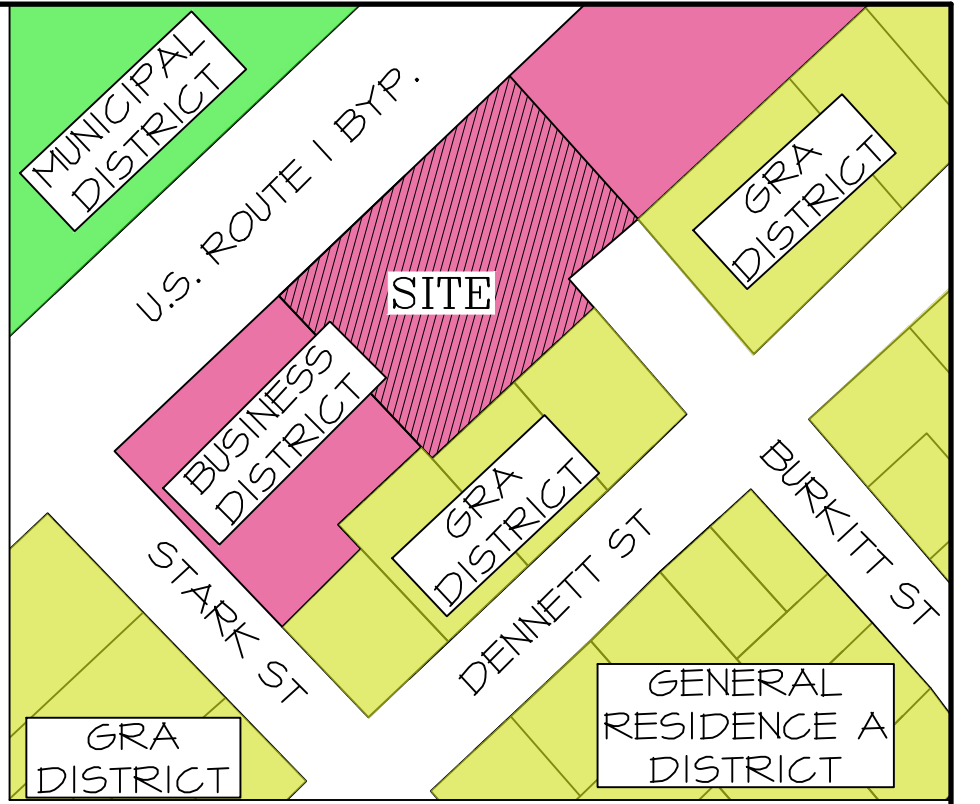 MUNICIPAL
DISTRICT
U.S. ROUTE 1 BYP.
GRA
DISTRICT
SITE
BUSINESS
DISTRICT
GRA
DISTRICT
BURKITT ST
STARK ST
DENNETT ST
GENERAL
RESIDENCE A
DISTRICT
GRA
DISTRICT